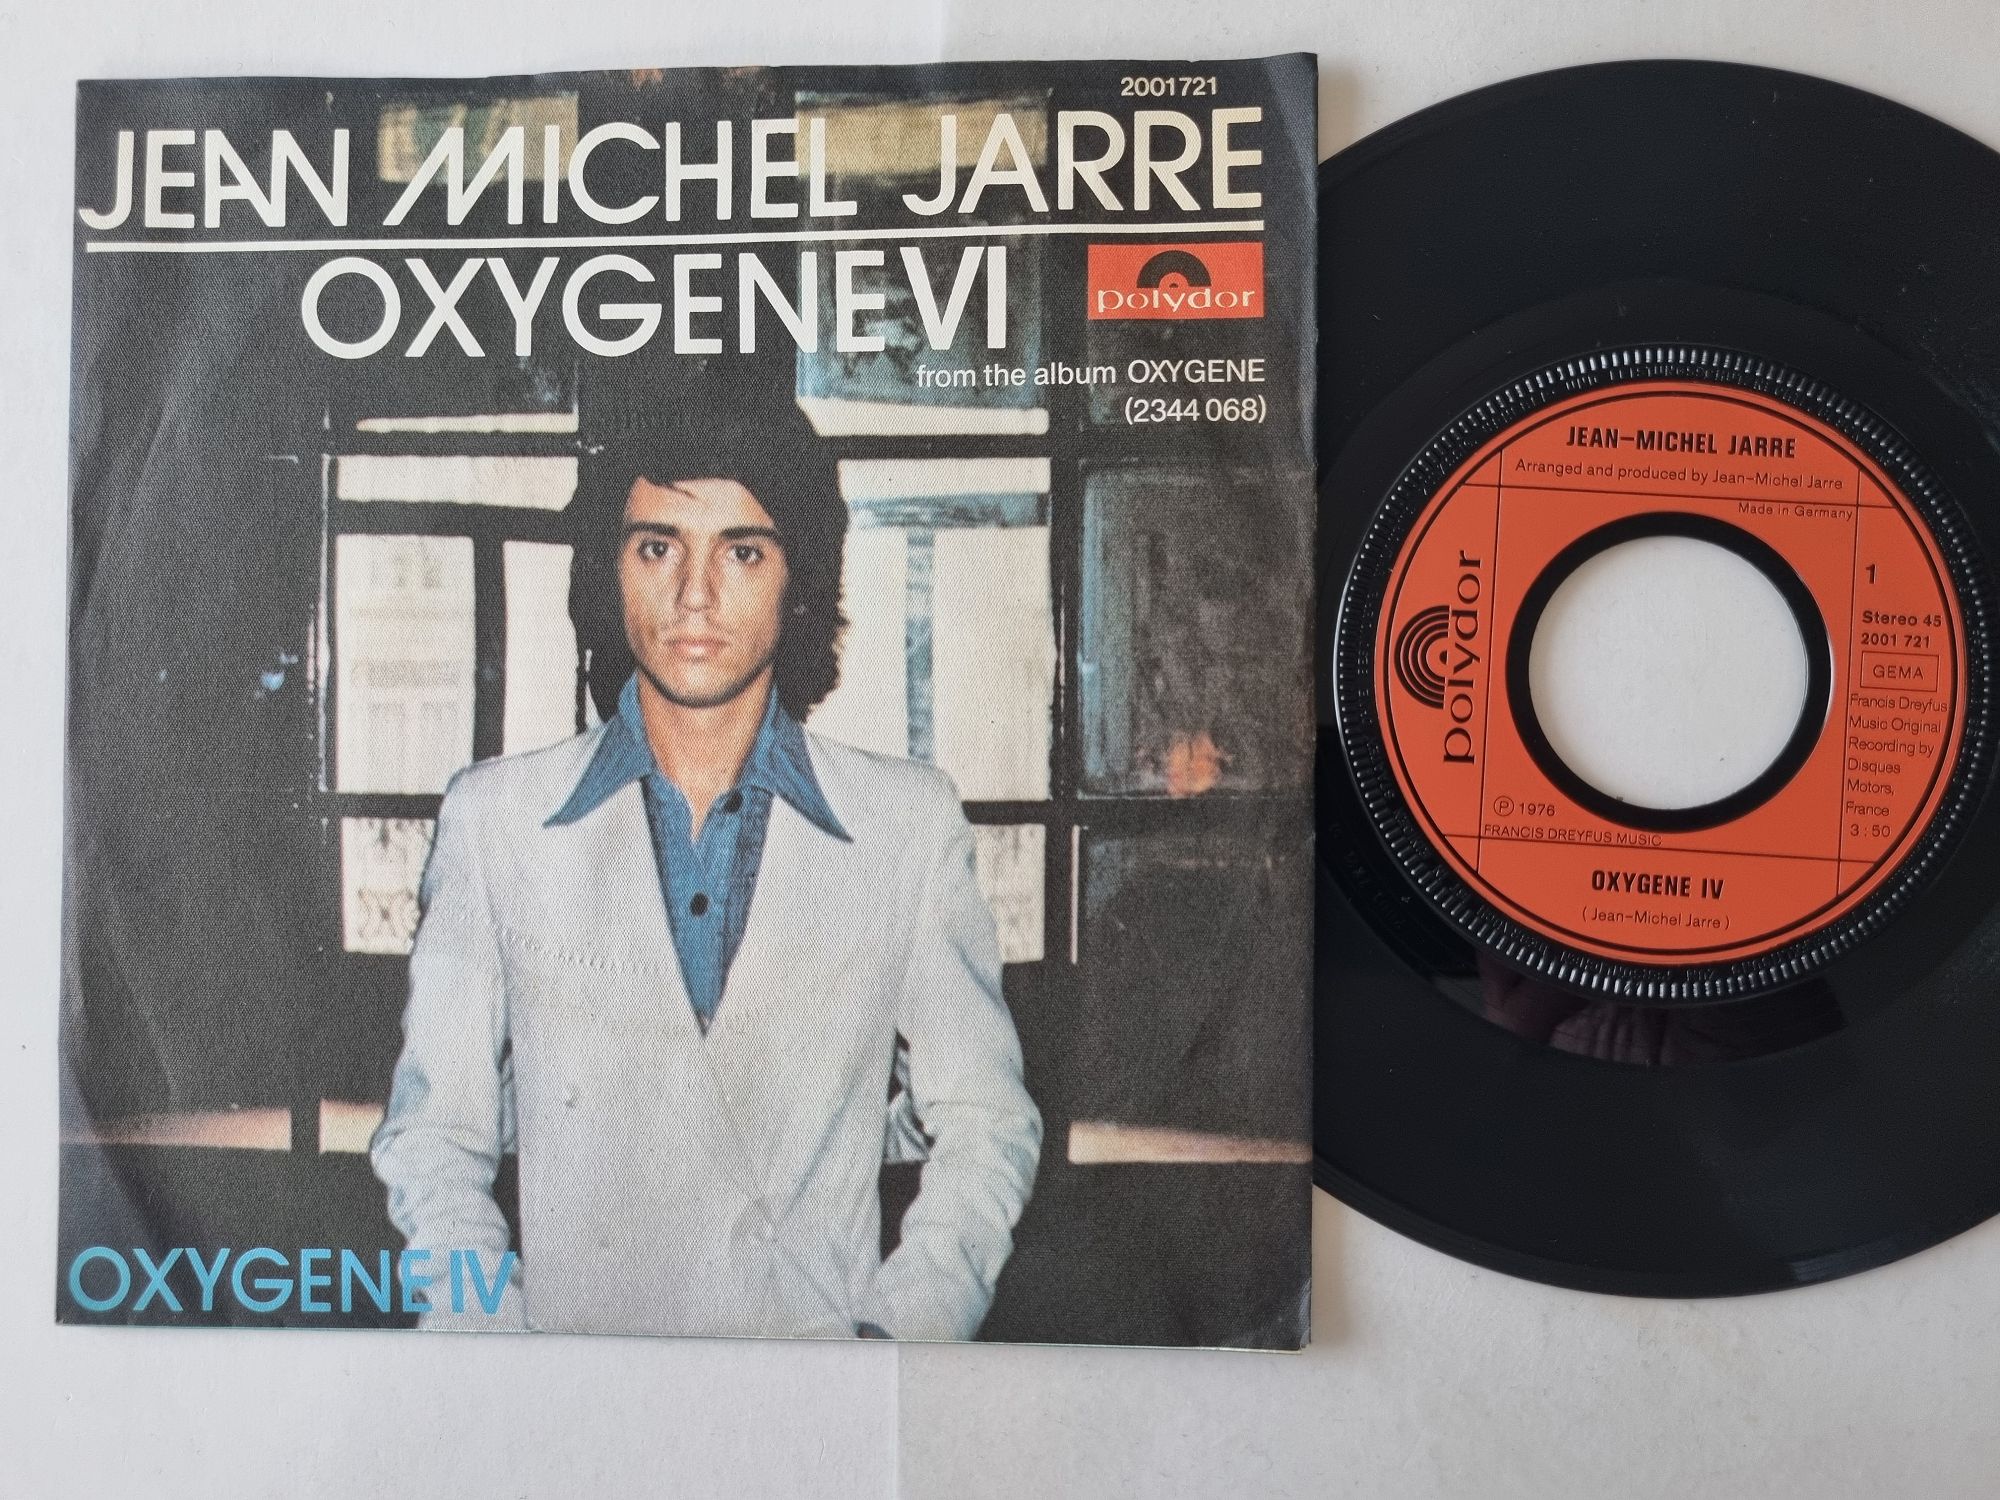 2001721
JEAN MICHEL JARRE
OXYGENE VI
polydor
from the album OXYGENE
(2344 068)
OXYGENE IV
JEAN-MICHEL JARRE
Arranged and produced by Jean-Michel Jarre
Made in Germany
polydor
1
Stereo 45
2001 721
GEMA
Francis Dreyfus
Music Original
Recording by
Disques
Motors,
France
3:50
℗ 1976
FRANCIS DREYFUS MUSIC
OXYGENE IV
(Jean-Michel Jarre)